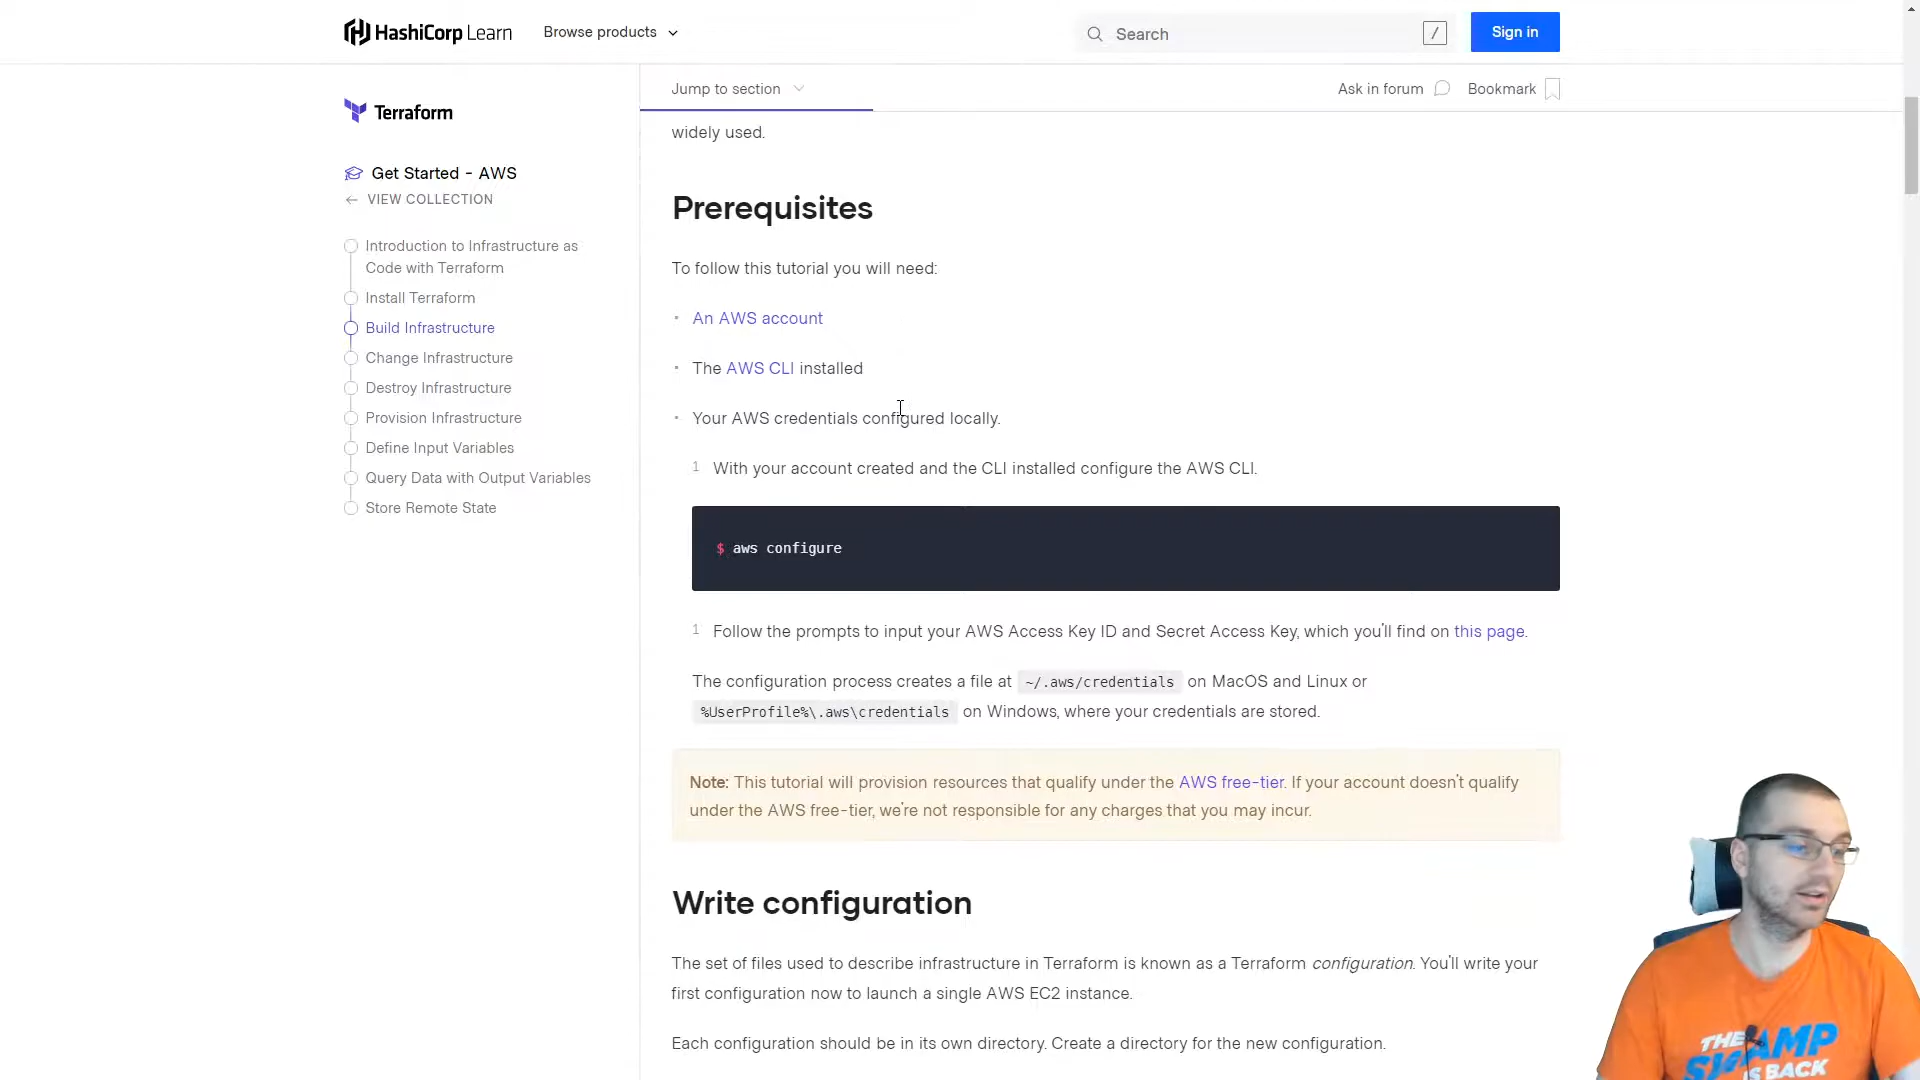 HashiCorp Learn
Browse products
Search
/
Sign in
Terraform
Get Started - AWS
← VIEW COLLECTION
Introduction to Infrastructure as
Code with Terraform
Install Terraform
Build Infrastructure
Change Infrastructure
Destroy Infrastructure
Provision Infrastructure
Define Input Variables
Query Data with Output Variables
Store Remote State
Jump to section
Ask in forum
Bookmark
widely used.
Prerequisites
To follow this tutorial you will need:
• An AWS account
• The AWS CLI installed
• Your AWS credentials configured locally.
1 With your account created and the CLI installed configure the AWS CLI.
$ aws configure
1 Follow the prompts to input your AWS Access Key ID and Secret Access Key, which you'll find on this page.
The configuration process creates a file at ~/.aws/credentials on MacOS and Linux or
%UserProfile%\.aws\credentials on Windows, where your credentials are stored.
Note: This tutorial will provision resources that qualify under the AWS free-tier. If your account doesn't qualify
under the AWS free-tier, we're not responsible for any charges that you may incur.
Write configuration
The set of files used to describe infrastructure in Terraform is known as a Terraform configuration. You'll write your
first configuration now to launch a single AWS EC2 instance.
Each configuration should be in its own directory. Create a directory for the new configuration.
THE
SWAMP
IS BACK